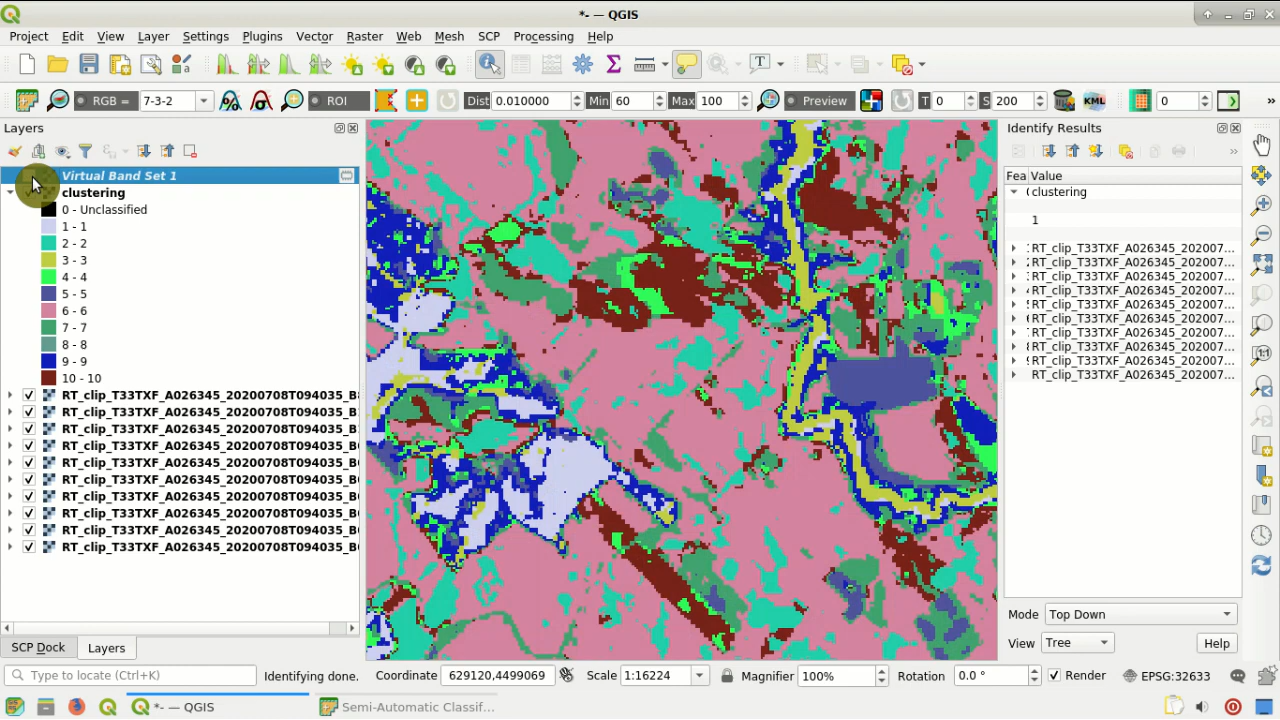 *- — QGIS
Project Edit View Layer Settings Plugins Vector Raster Web Mesh SCP Processing Help
RGB = 7-3-2 ROI Dist 0.010000 Min 60 Max 100 Preview T 0 S 200 KML 0 »
Layers
Identify Results
Virtual Band Set 1
clustering
0 - Unclassified
1 - 1
2 - 2
3 - 3
4 - 4
5 - 5
6 - 6
7 - 7
8 - 8
9 - 9
10 - 10
RT_clip_T33TXF_A026345_20200708T094035_B
RT_clip_T33TXF_A026345_20200708T094035_B
RT_clip_T33TXF_A026345_20200708T094035_B
RT_clip_T33TXF_A026345_20200708T094035_B
RT_clip_T33TXF_A026345_20200708T094035_B
RT_clip_T33TXF_A026345_20200708T094035_B
RT_clip_T33TXF_A026345_20200708T094035_B
RT_clip_T33TXF_A026345_20200708T094035_B
RT_clip_T33TXF_A026345_20200708T094035_B
RT_clip_T33TXF_A026345_20200708T094035_B
SCP Dock Layers
Fea Value
clustering
1
RT_clip_T33TXF_A026345_202007...
RT_clip_T33TXF_A026345_202007...
RT_clip_T33TXF_A026345_202007...
RT_clip_T33TXF_A026345_202007...
RT_clip_T33TXF_A026345_202007...
RT_clip_T33TXF_A026345_202007...
RT_clip_T33TXF_A026345_202007...
RT_clip_T33TXF_A026345_202007...
RT_clip_T33TXF_A026345_202007...
RT_clip_T33TXF_A026345_202007...
Mode Top Down
View Tree Help
Type to locate (Ctrl+K) Identifying done. Coordinate 629120,4499069 Scale 1:16224 Magnifier 100% Rotation 0.0 ° Render EPSG:32633
*- — QGIS Semi-Automatic Classif...